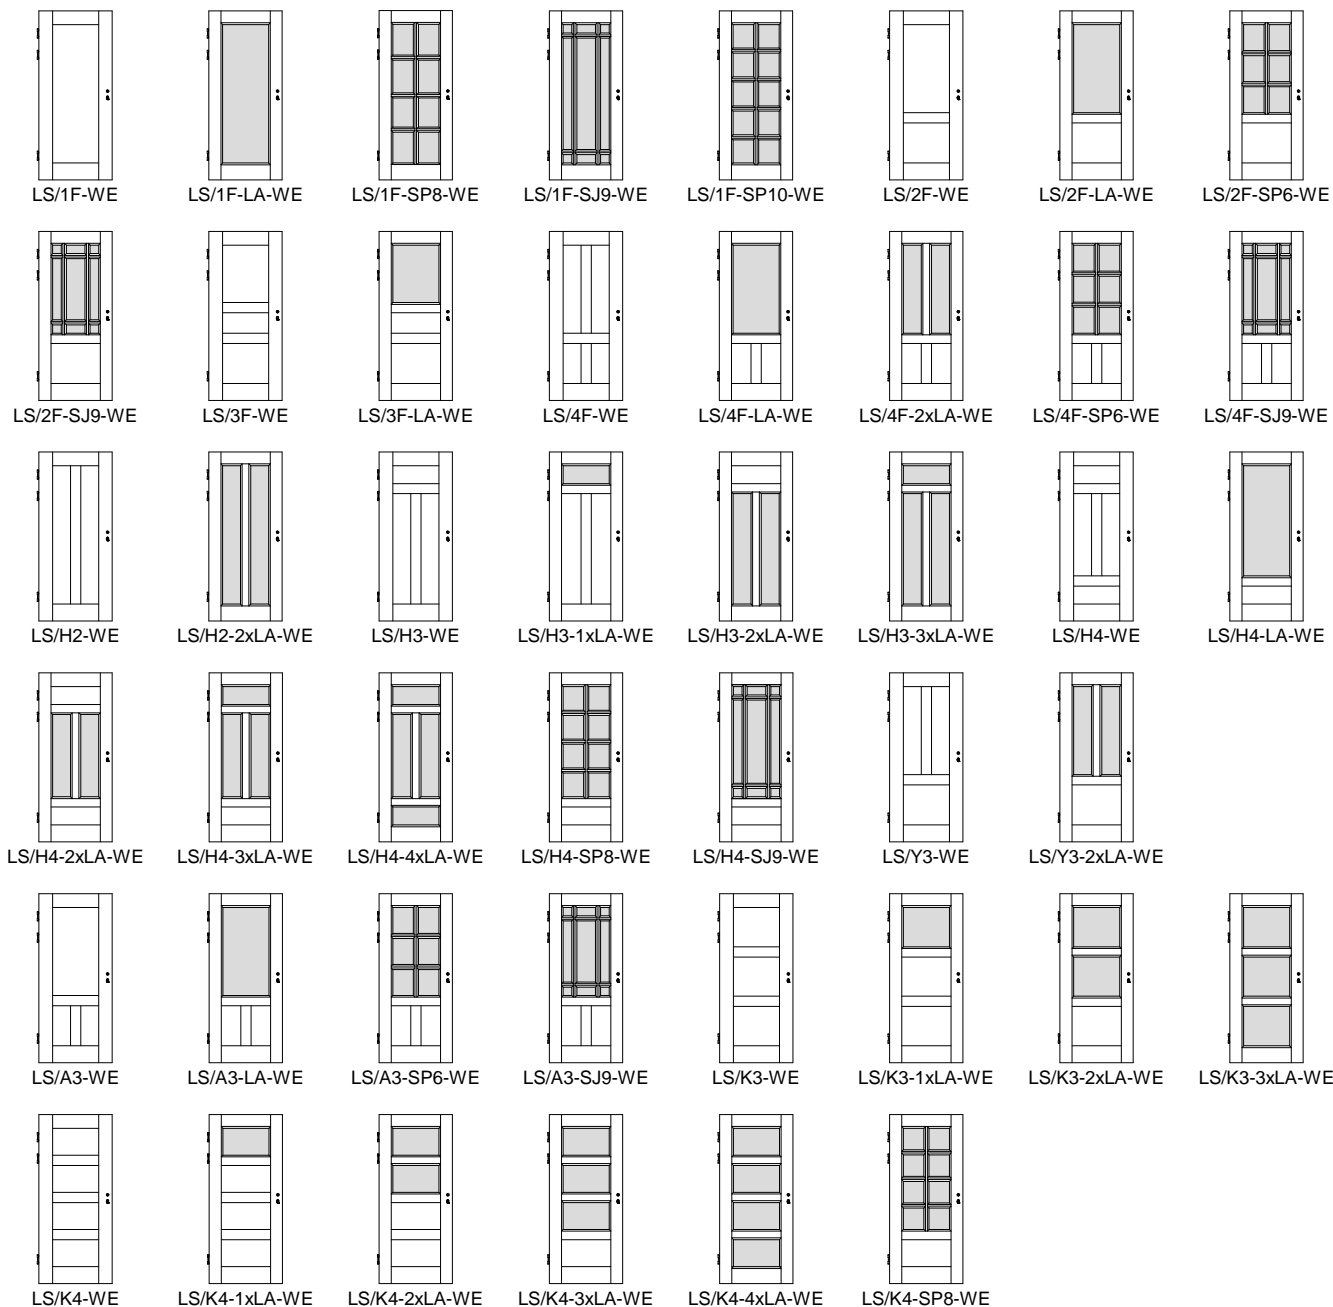 LS/1F-WE LS/1F-LA-WE LS/1F-SP8-WE LS/1F-SJ9-WE LS/1F-SP10-WE LS/2F-WE LS/2F-LA-WE LS/2F-SP6-WE
LS/2F-SJ9-WE LS/3F-WE LS/3F-LA-WE LS/4F-WE LS/4F-LA-WE LS/4F-2xLA-WE LS/4F-SP6-WE LS/4F-SJ9-WE
LS/H2-WE LS/H2-2xLA-WE LS/H3-WE LS/H3-1xLA-WE LS/H3-2xLA-WE LS/H3-3xLA-WE LS/H4-WE LS/H4-LA-WE
LS/H4-2xLA-WE LS/H4-3xLA-WE LS/H4-4xLA-WE LS/H4-SP8-WE LS/H4-SJ9-WE LS/Y3-WE LS/Y3-2xLA-WE
LS/A3-WE LS/A3-LA-WE LS/A3-SP6-WE LS/A3-SJ9-WE LS/K3-WE LS/K3-1xLA-WE LS/K3-2xLA-WE LS/K3-3xLA-WE
LS/K4-WE LS/K4-1xLA-WE LS/K4-2xLA-WE LS/K4-3xLA-WE LS/K4-4xLA-WE LS/K4-SP8-WE